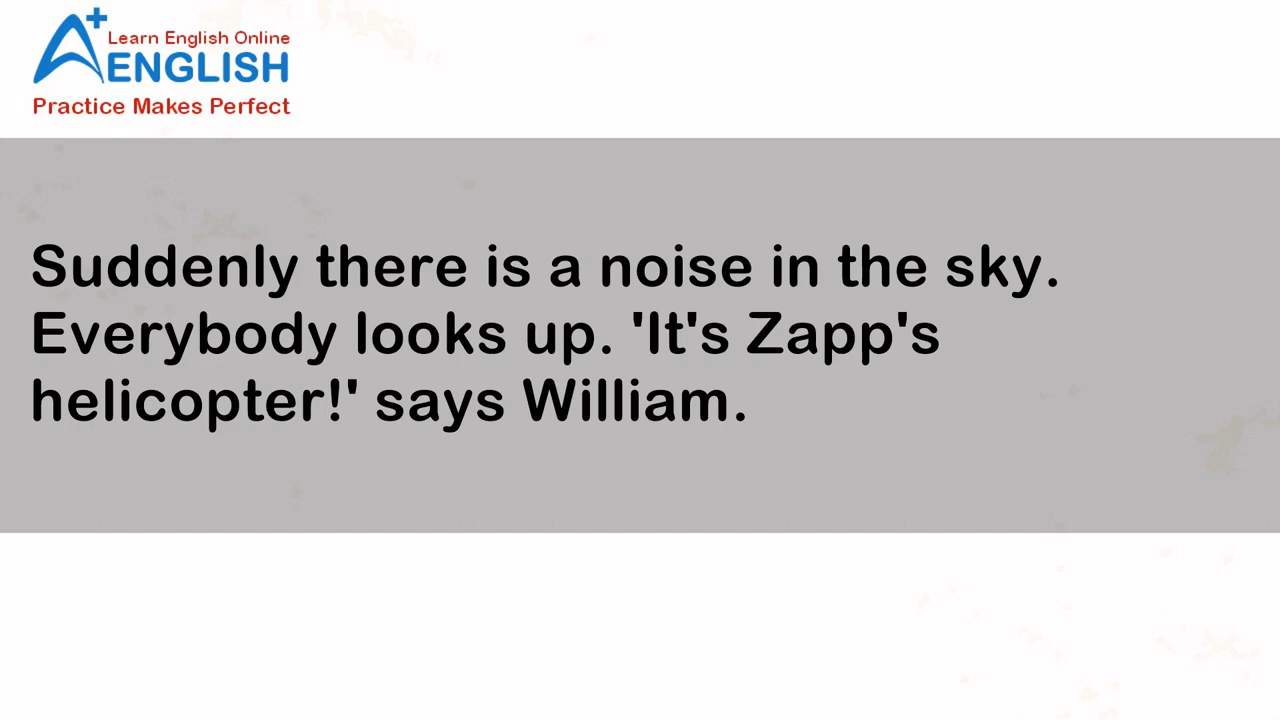 A+
Learn English Online
ENGLISH
Practice Makes Perfect
Suddenly there is a noise in the sky.
Everybody looks up. 'It's Zapp's
helicopter!' says William.